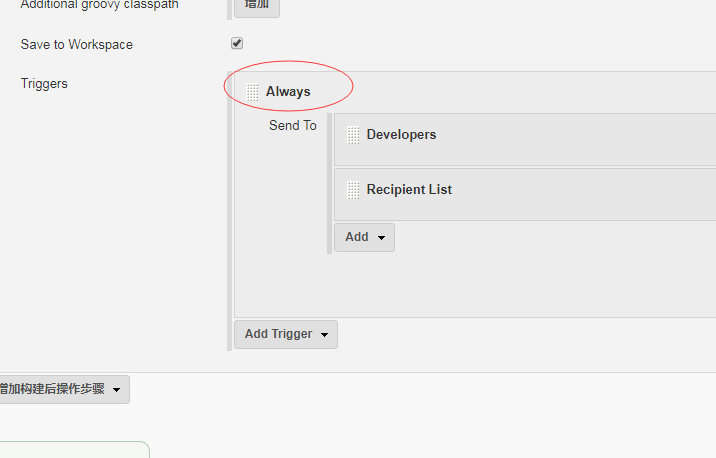 Additional groovy classpath
增加
Save to Workspace
Triggers
Always
Send To
Developers
Recipient List
Add
Add Trigger
增加构建后操作步骤